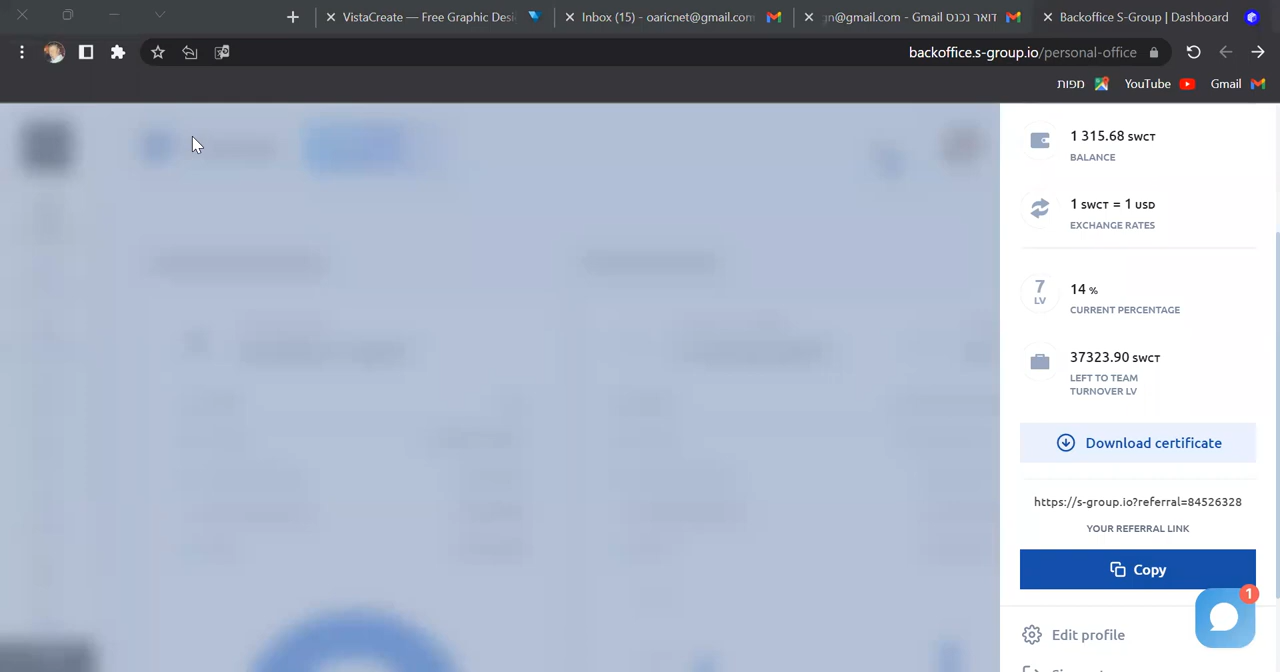 VistaCreate — Free Graphic Desi
Inbox (15) - oaricnet@gmail.com
דואר נכנס - gn@gmail.com - Gmail
Backoffice S-Group | Dashboard
backoffice.s-group.io/personal-office
מפות
YouTube
Gmail
1 315.68 SWCT
BALANCE
1 SWCT = 1 USD
EXCHANGE RATES
7
LV
14 %
CURRENT PERCENTAGE
37323.90 SWCT
LEFT TO TEAM
TURNOVER LV
Download certificate
https://s-group.io?referral=84526328
YOUR REFERRAL LINK
Copy
1
Edit profile